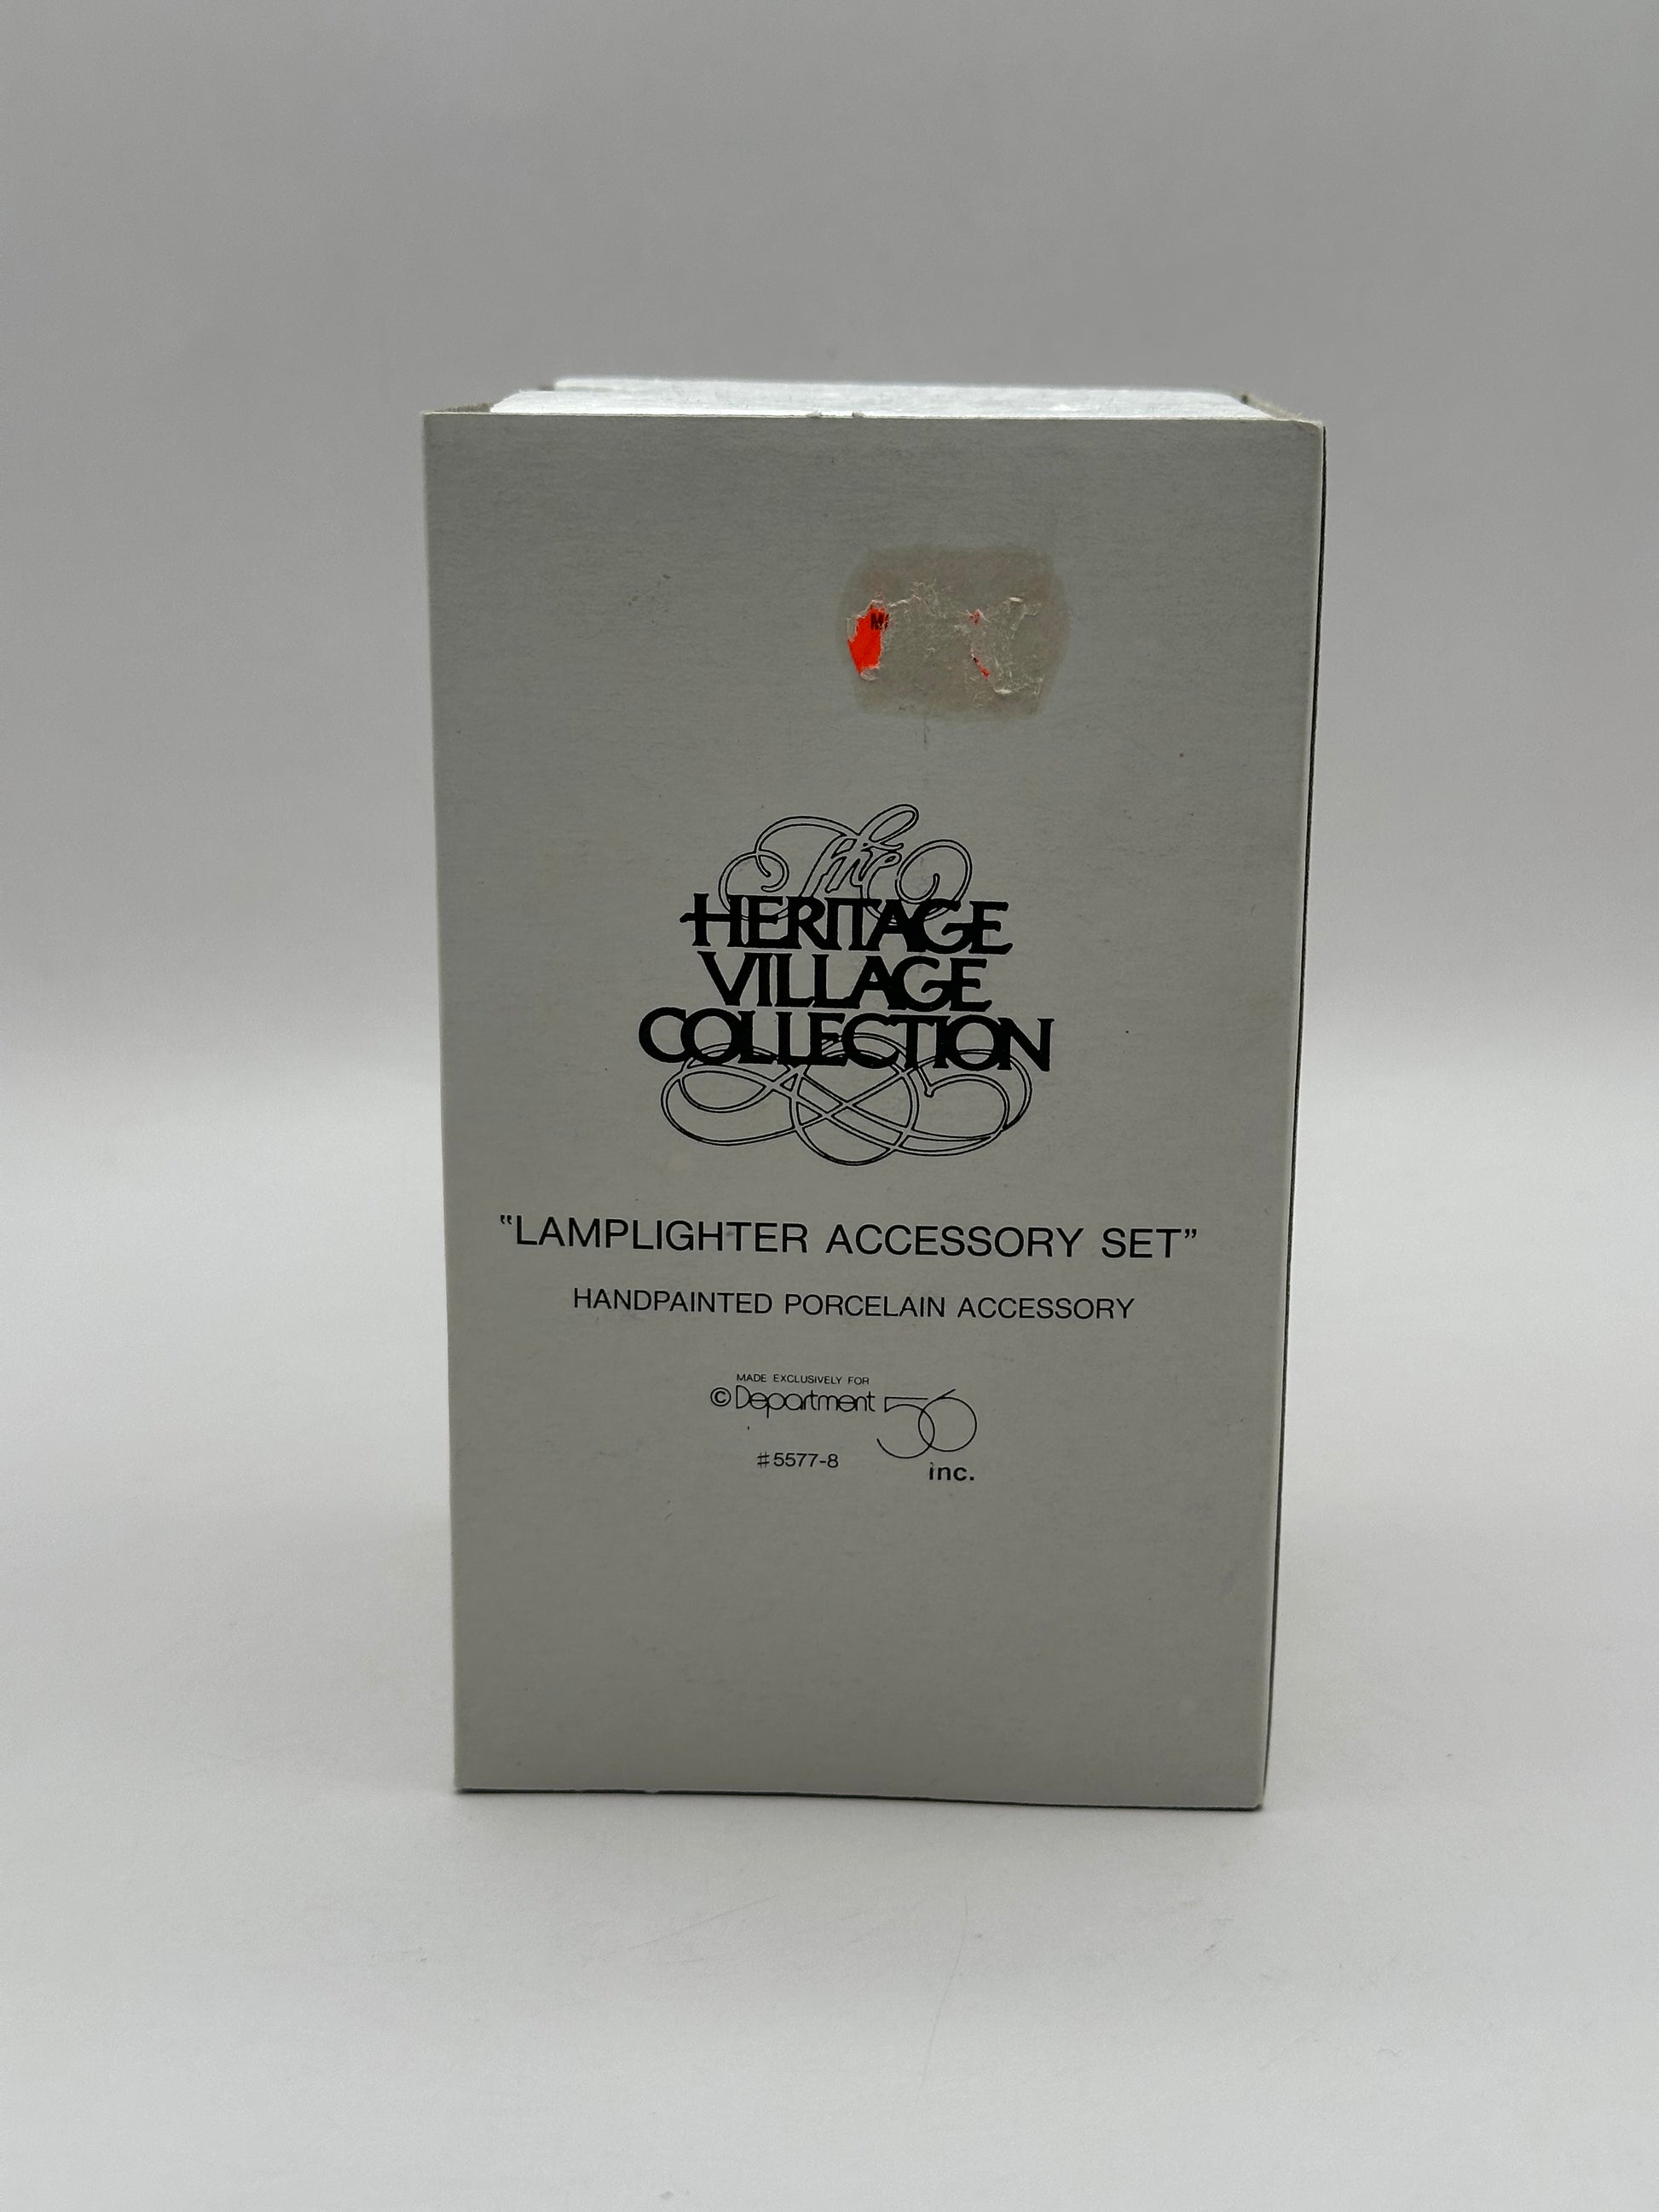 The
HERITAGE
VILLAGE
COLLECTION
"LAMPLIGHTER ACCESSORY SET"
HANDPAINTED PORCELAIN ACCESSORY
MADE EXCLUSIVELY FOR
©Department 56
#5577-8 inc.